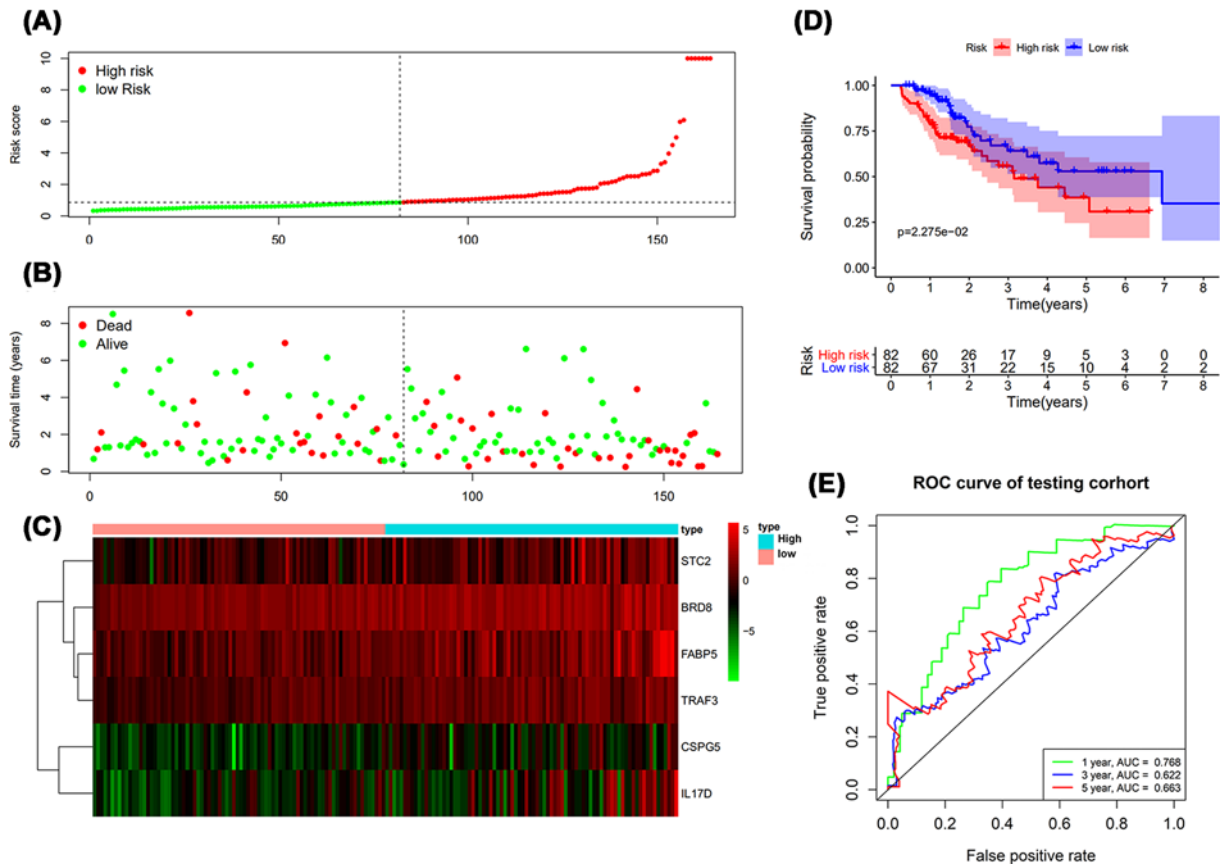 (A)
Risk score
10
8
6
4
2
0
High risk
low Risk
0 50 100 150
(B)
Survival time (years)
8
6
4
2
0
Dead
Alive
0 50 100 150
(C)
type
STC2
BRD8
FABP5
TRAF3
CSPG5
IL17D
5
0
−5
type
High
low
(D)
Risk High risk Low risk
Survival probability
1.00
0.75
0.50
0.25
0.00
p=2.275e−02
0 1 2 3 4 5 6 7 8
Time(years)
Risk
High risk 82 60 26 17 9 5 3 0 0
Low risk 82 67 31 22 15 10 4 2 2
0 1 2 3 4 5 6 7 8
Time(years)
(E)
ROC curve of testing corhort
True positive rate
1.0
0.8
0.6
0.4
0.2
0.0
1 year, AUC = 0.768
3 year, AUC = 0.622
5 year, AUC = 0.663
0.0 0.2 0.4 0.6 0.8 1.0
False positive rate